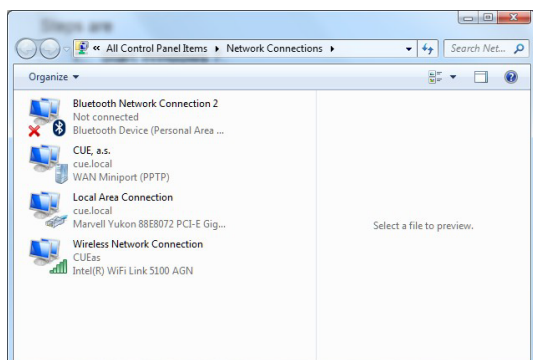 Steps are
« All Control Panel Items ▸ Network Connections ▸
Search Net...
Organize ▾
Bluetooth Network Connection 2
Not connected
Bluetooth Device (Personal Area ...
CUE, a.s.
cue.local
WAN Miniport (PPTP)
Local Area Connection
cue.local
Marvell Yukon 88E8072 PCI-E Gig...
Wireless Network Connection
CUEas
Intel(R) WiFi Link 5100 AGN
Select a file to preview.